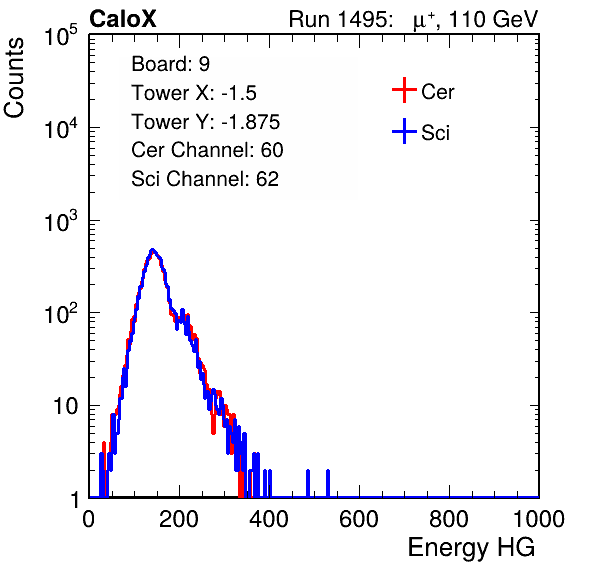 CaloX Run 1495: μ⁺, 110 GeV
Counts
10⁵
10⁴
10³
10²
10
1
Board: 9
Tower X: -1.5
Tower Y: -1.875
Cer Channel: 60
Sci Channel: 62
Cer
Sci
0 200 400 600 800 1000
Energy HG